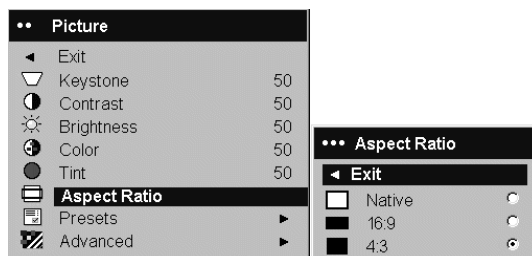 Picture
Exit
Keystone 50
Contrast 50
Brightness 50
Color 50
Tint 50
Aspect Ratio
Presets
Advanced
Aspect Ratio
Exit
Native
16:9
4:3